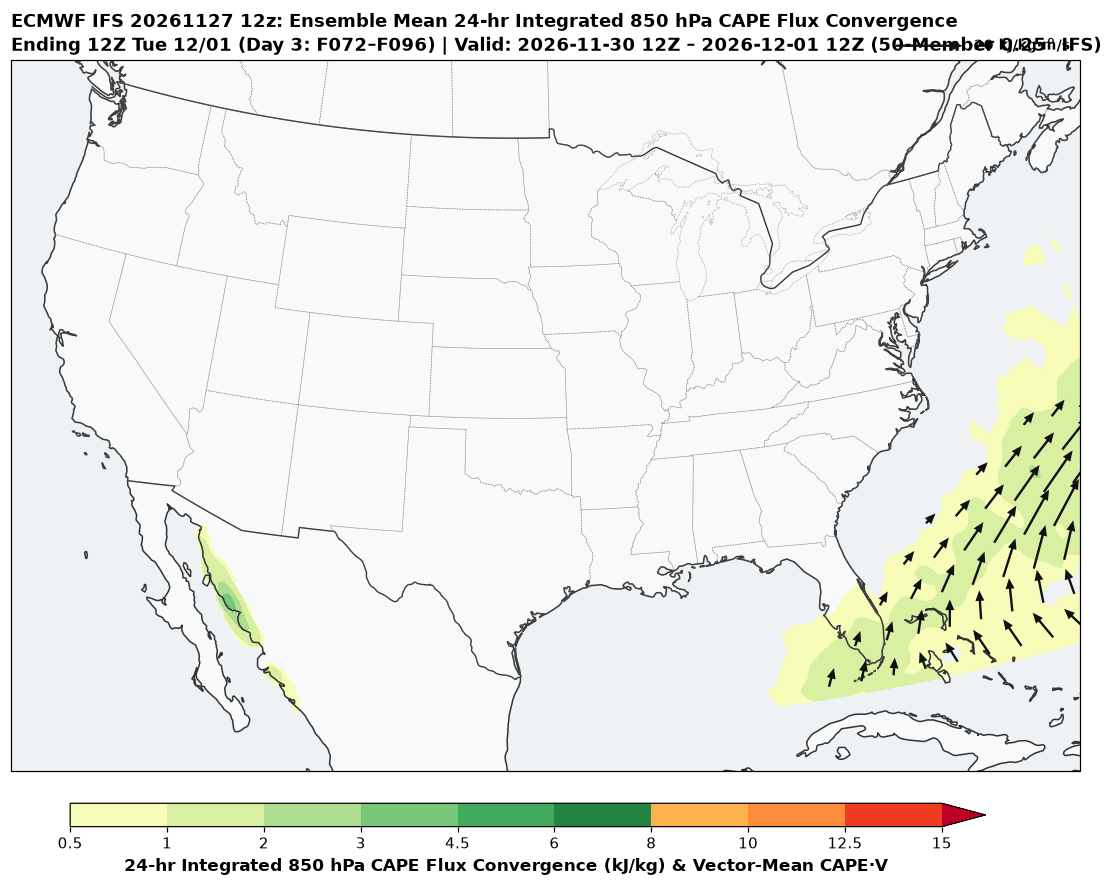 ECMWF IFS 20261127 12z: Ensemble Mean 24-hr Integrated 850 hPa CAPE Flux Convergence
Ending 12Z Tue 12/01 (Day 3: F072–F096) | Valid: 2026-11-30 12Z – 2026-12-01 12Z (50-Member 0.25° IFS)
0.5 1 2 3 4.5 6 8 10 12.5 15
24-hr Integrated 850 hPa CAPE Flux Convergence (kJ/kg) & Vector-Mean CAPE·V